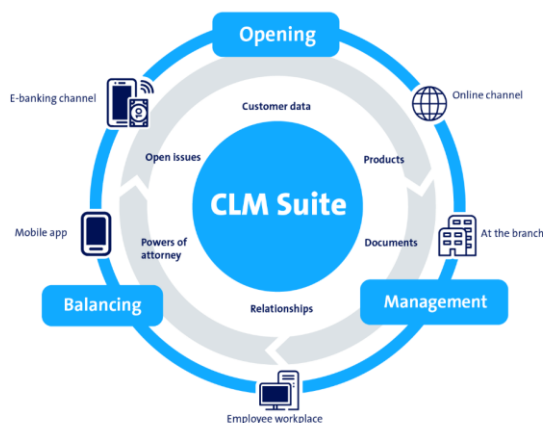 Opening
E-banking channel
Online channel
Customer data
Open issues
Products
CLM Suite
Mobile app
Powers of
attorney
Documents
At the branch
Balancing
Relationships
Management
Employee workplace